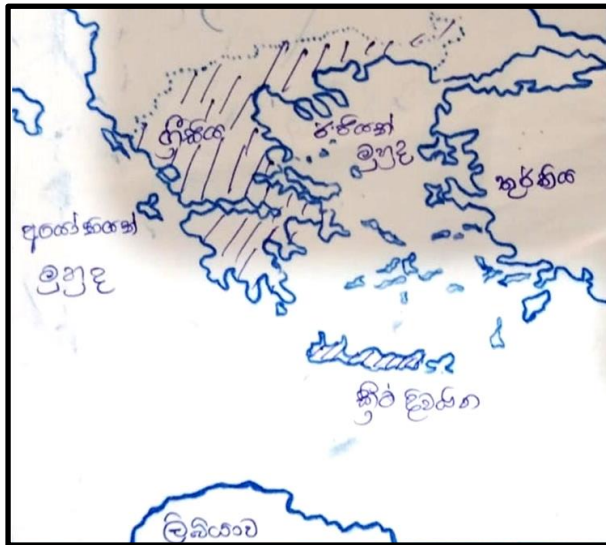 ග්‍රීසිය
ඊජියන්
මුහුද
තුර්කිය
අයෝනියන්
මුහුද
ක්‍රීට් දිවයින
ලිබියාව